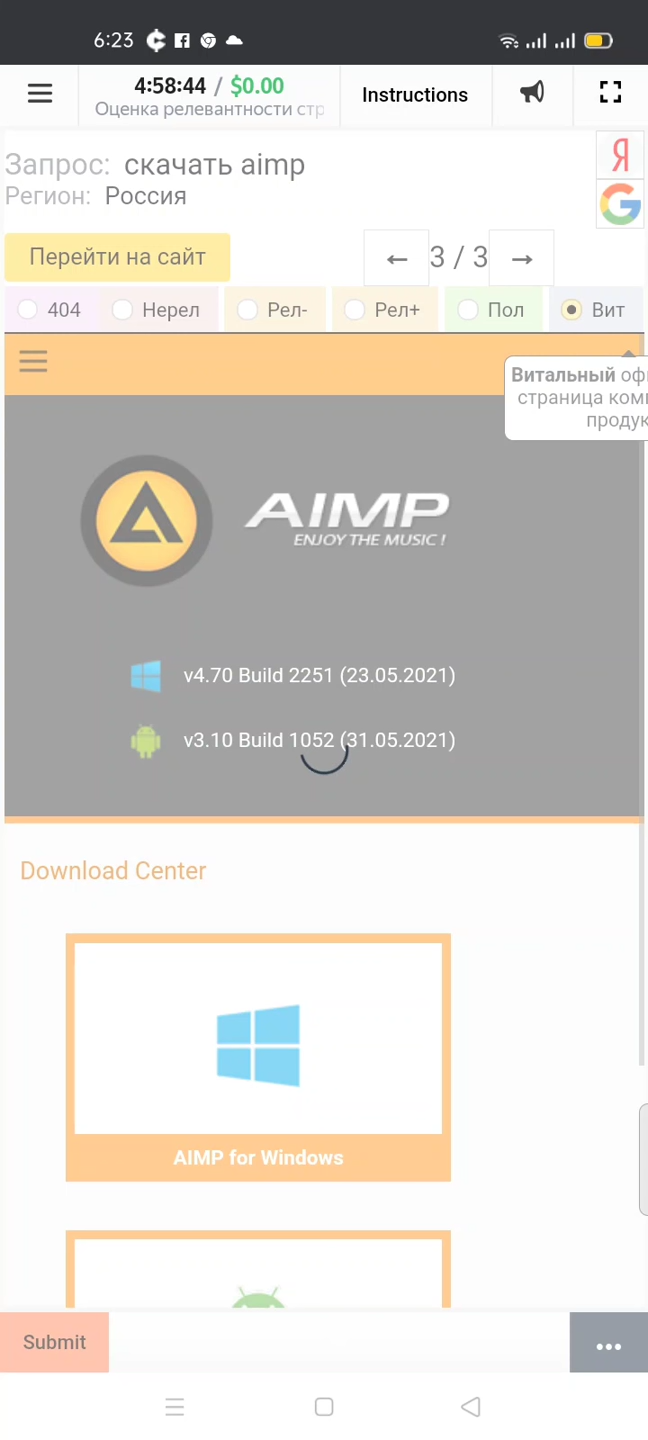 6:23
4:58:44 / $0.00
Оценка релевантности стр
Instructions
Запрос: скачать aimp
Регион: Россия
Перейти на сайт
← 3 / 3 →
404 Нерел Рел- Рел+ Пол Вит
Витальный оф
страница ком
продук
AIMP
ENJOY THE MUSIC !
v4.70 Build 2251 (23.05.2021)
v3.10 Build 1052 (31.05.2021)
Download Center
AIMP for Windows
Submit